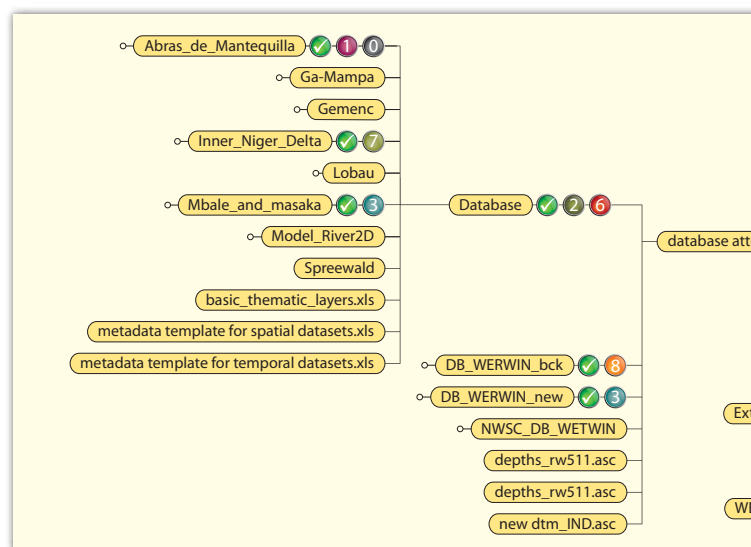 Abras_de_Mantequilla 1 0
Ga-Mampa
Gemenc
Inner_Niger_Delta 7
Lobau
Mbale_and_masaka 3
Model_River2D
Spreewald
basic_thematic_layers.xls
metadata template for spatial datasets.xls
metadata template for temporal datasets.xls
Database 2 6
DB_WERWIN_bck 8
DB_WERWIN_new 3
NWSC_DB_WETWIN
depths_rw511.asc
depths_rw511.asc
new dtm_IND.asc
database att
Ext